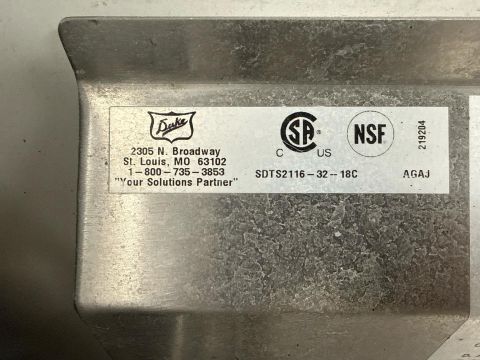 Duke
2305 N. Broadway
St. Louis, MO 63102
1-800-735-3853
"Your Solutions Partner"
CSA
C US
NSF
219204
SDTS2116-32--18C
AGAJ